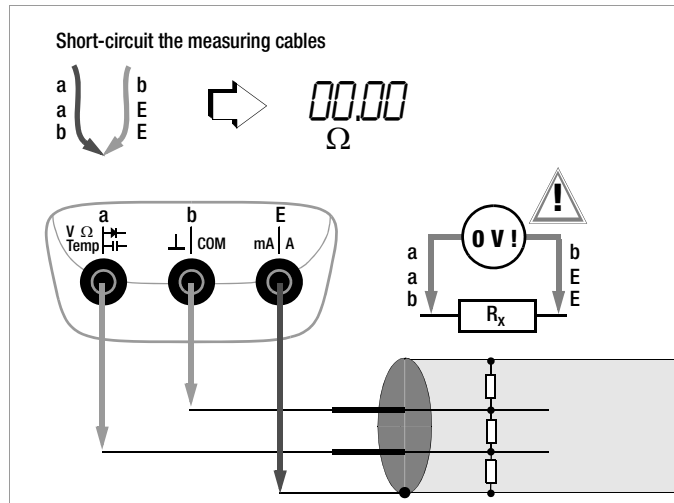 Short-circuit the measuring cables
a b
a E
b E
00.00
Ω
a b E
V Ω
Temp
⊥ COM
mA A
!
0 V !
a b
a E
b E
Rx